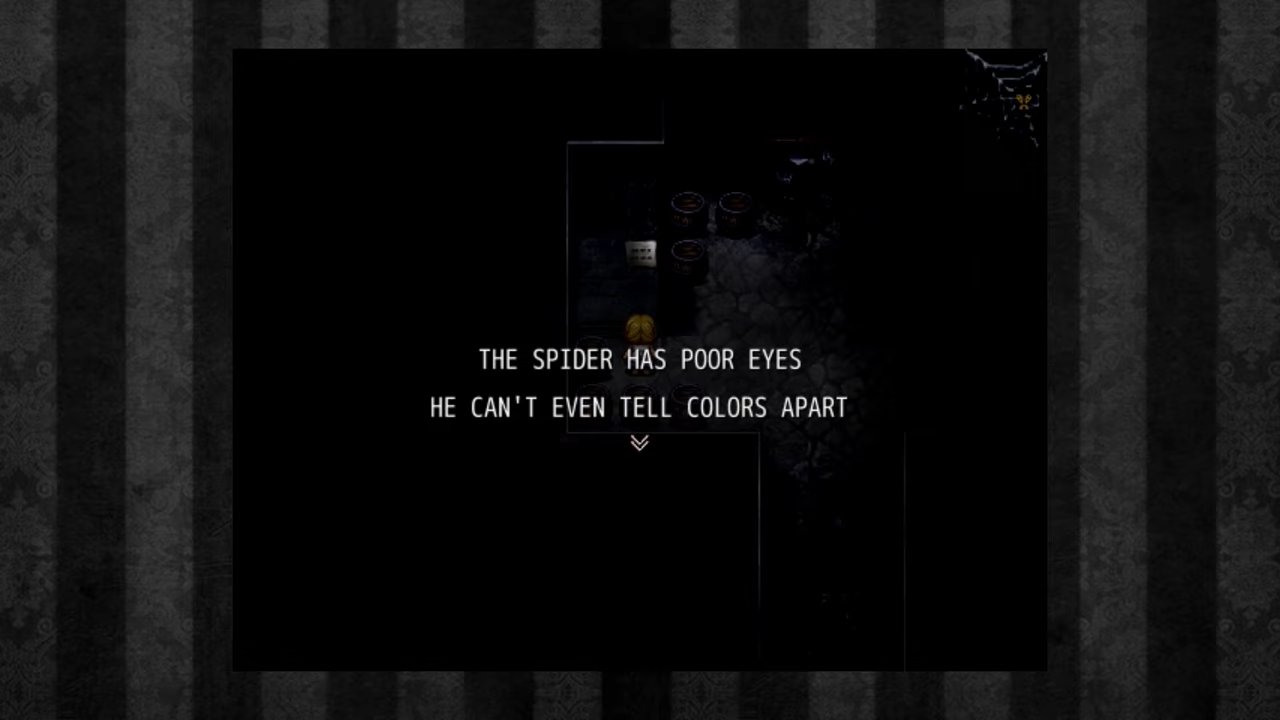 THE SPIDER HAS POOR EYES
HE CAN'T EVEN TELL COLORS APART